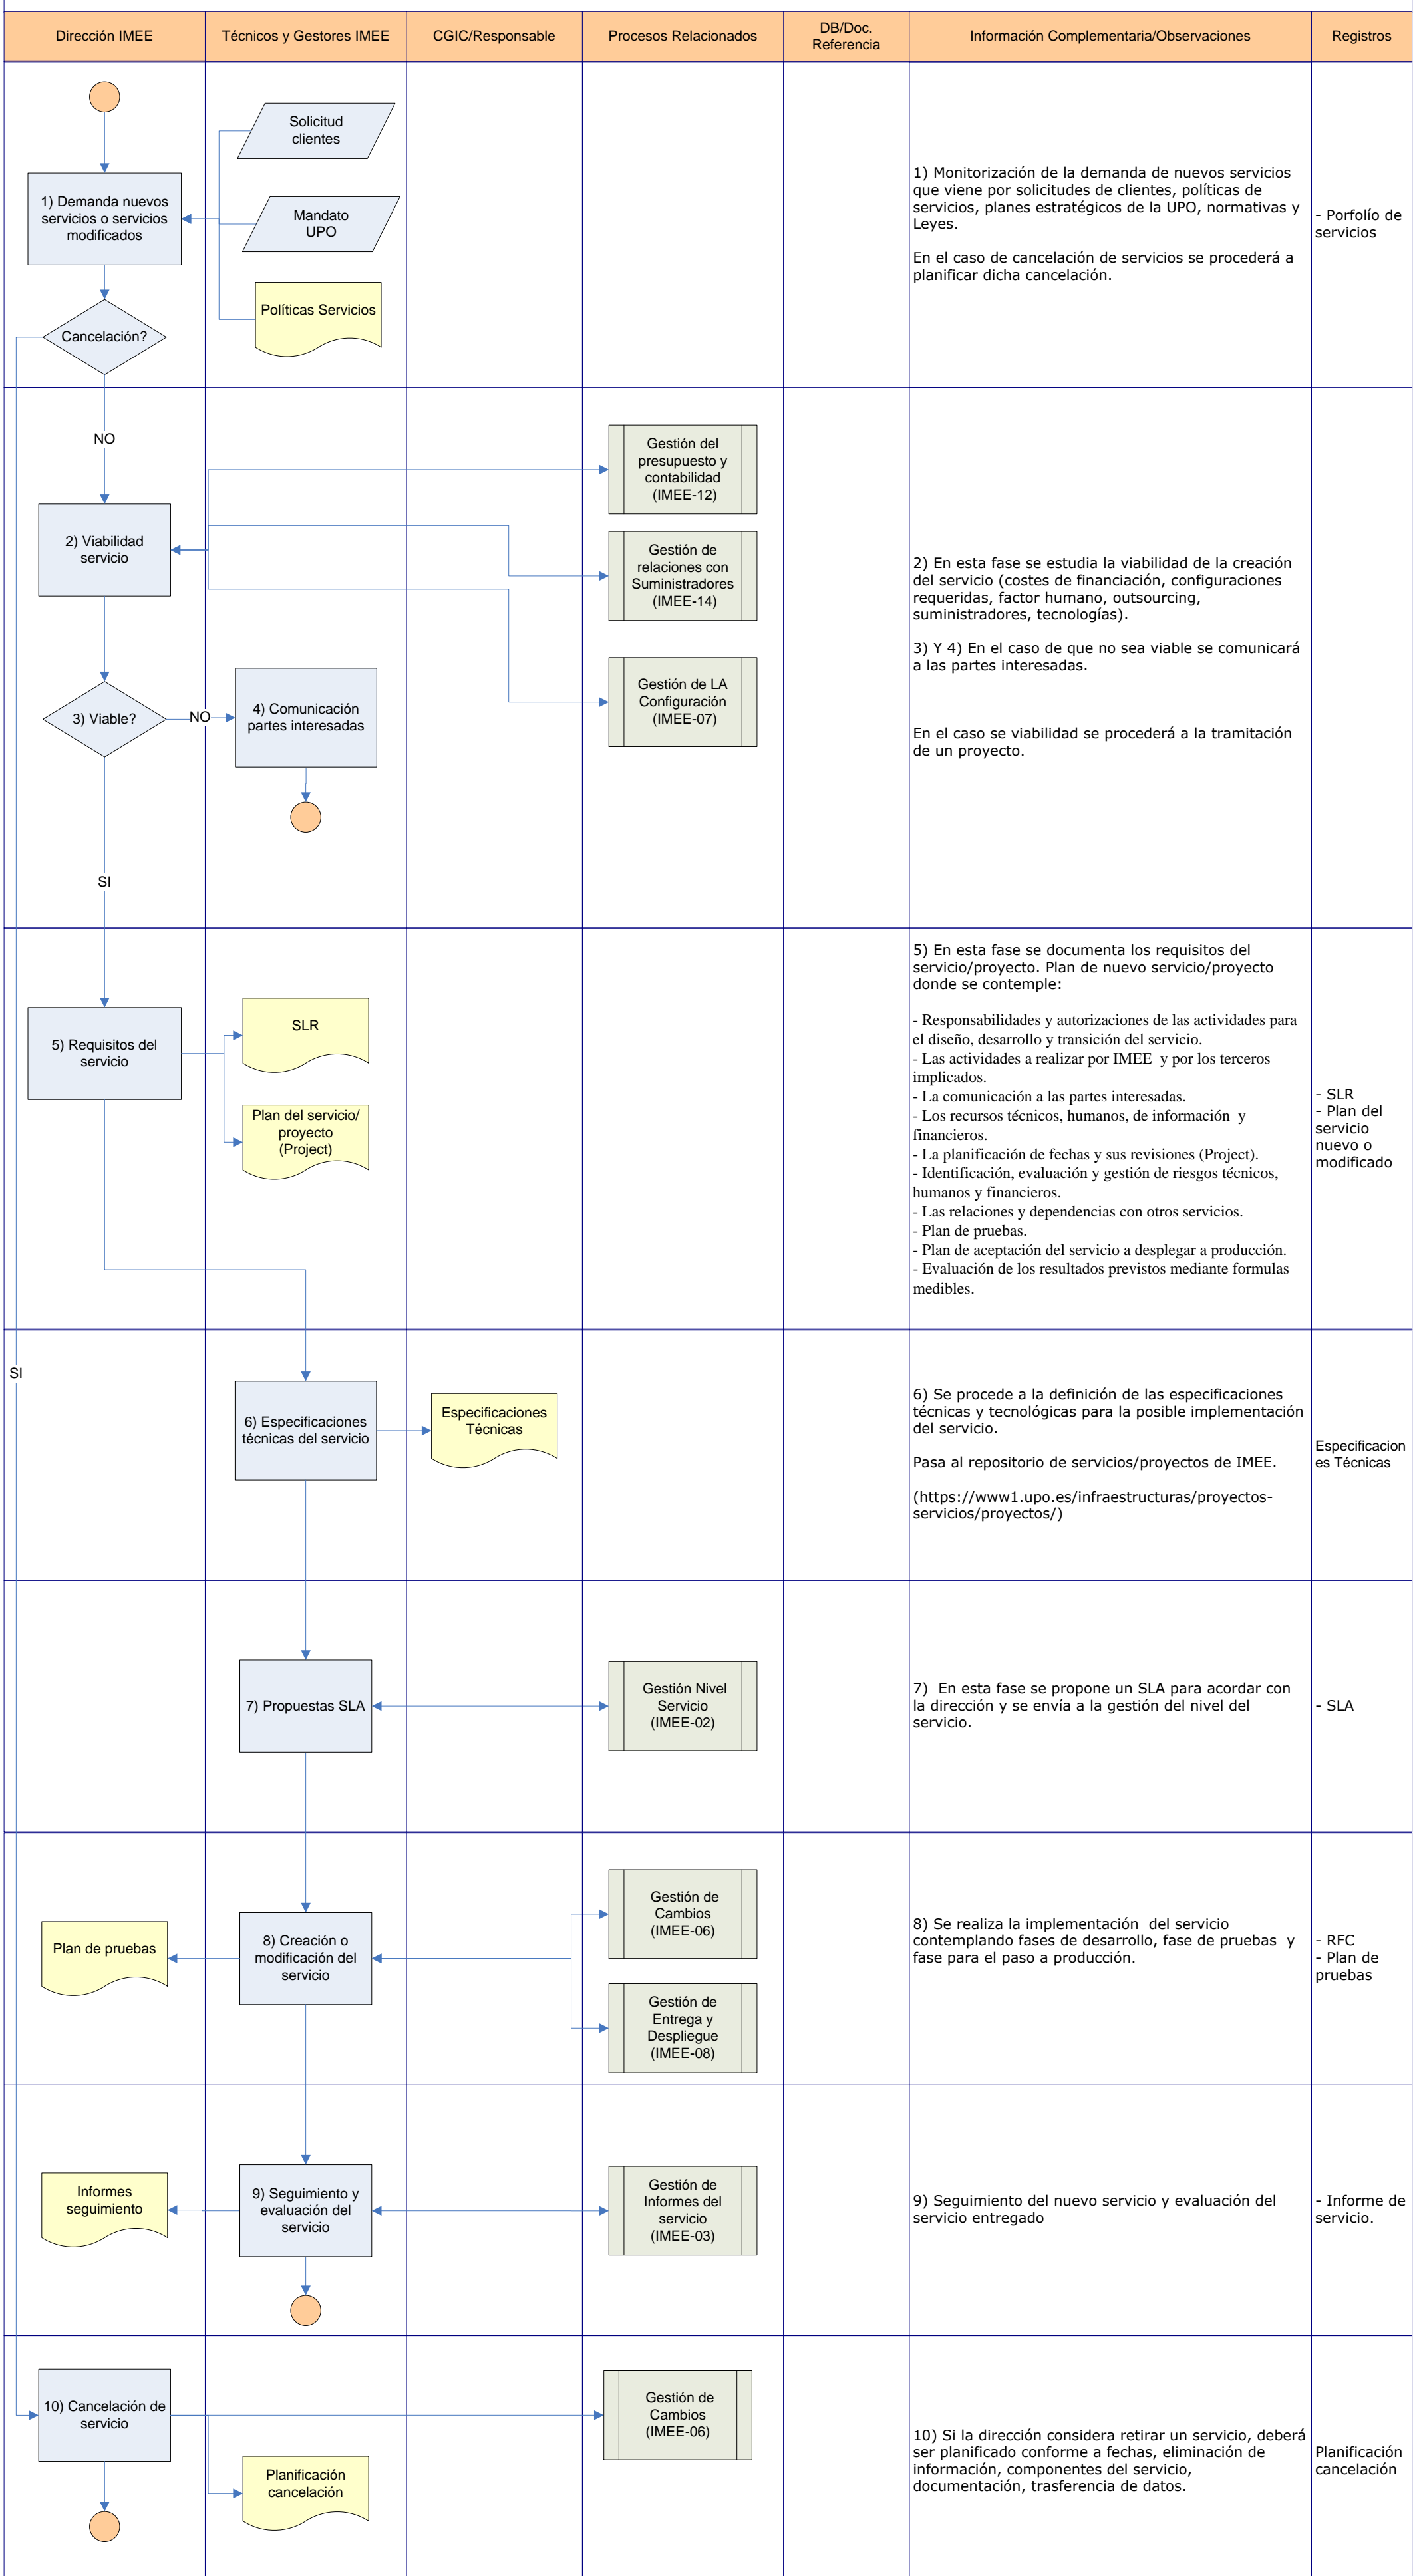 Dirección IMEE
Técnicos y Gestores IMEE
CGIC/Responsable
Procesos Relacionados
DB/Doc.
Referencia
Información Complementaria/Observaciones
Registros
Solicitud
clientes
1) Demanda nuevos
servicios o servicios
modificados
Mandato
UPO
Políticas Servicios
Cancelación?
1) Monitorización de la demanda de nuevos servicios
que viene por solicitudes de clientes, políticas de
servicios, planes estratégicos de la UPO, normativas y
Leyes.
En el caso de cancelación de servicios se procederá a
planificar dicha cancelación.
- Porfolío de
servicios
NO
2) Viabilidad
servicio
Gestión del
presupuesto y
contabilidad
(IMEE-12)
Gestión de
relaciones con
Suministradores
(IMEE-14)
Gestión de LA
Configuración
(IMEE-07)
3) Viable?
NO
4) Comunicación
partes interesadas
SI
2) En esta fase se estudia la viabilidad de la creación
del servicio (costes de financiación, configuraciones
requeridas, factor humano, outsourcing,
suministradores, tecnologías).
3) Y 4) En el caso de que no sea viable se comunicará
a las partes interesadas.
En el caso se viabilidad se procederá a la tramitación
de un proyecto.
5) Requisitos del
servicio
SLR
Plan del servicio/
proyecto
(Project)
5) En esta fase se documenta los requisitos del
servicio/proyecto. Plan de nuevo servicio/proyecto
donde se contemple:
- Responsabilidades y autorizaciones de las actividades para
el diseño, desarrollo y transición del servicio.
- Las actividades a realizar por IMEE  y por los terceros
implicados.
- La comunicación a las partes interesadas.
- Los recursos técnicos, humanos, de información  y
financieros.
- La planificación de fechas y sus revisiones (Project).
- Identificación, evaluación y gestión de riesgos técnicos,
humanos y financieros.
- Las relaciones y dependencias con otros servicios.
- Plan de pruebas.
- Plan de aceptación del servicio a desplegar a producción.
- Evaluación de los resultados previstos mediante formulas
medibles.
- SLR
- Plan del
servicio
nuevo o
modificado
SI
6) Especificaciones
técnicas del servicio
Especificaciones
Técnicas
6) Se procede a la definición de las especificaciones
técnicas y tecnológicas para la posible implementación
del servicio.
Pasa al repositorio de servicios/proyectos de IMEE.
(https://www1.upo.es/infraestructuras/proyectos-
servicios/proyectos/)
Especificacion
es Técnicas
7) Propuestas SLA
Gestión Nivel
Servicio
(IMEE-02)
7)  En esta fase se propone un SLA para acordar con
la dirección y se envía a la gestión del nivel del
servicio.
- SLA
Plan de pruebas
8) Creación o
modificación del
servicio
Gestión de
Cambios
(IMEE-06)
Gestión de
Entrega y
Despliegue
(IMEE-08)
8) Se realiza la implementación  del servicio
contemplando fases de desarrollo, fase de pruebas  y
fase para el paso a producción.
- RFC
- Plan de
pruebas
Informes
seguimiento
9) Seguimiento y
evaluación del
servicio
Gestión de
Informes del
servicio
(IMEE-03)
9) Seguimiento del nuevo servicio y evaluación del
servicio entregado
- Informe de
servicio.
10) Cancelación de
servicio
Planificación
cancelación
Gestión de
Cambios
(IMEE-06)
10) Si la dirección considera retirar un servicio, deberá
ser planificado conforme a fechas, eliminación de
información, componentes del servicio,
documentación, trasferencia de datos.
Planificación
cancelación